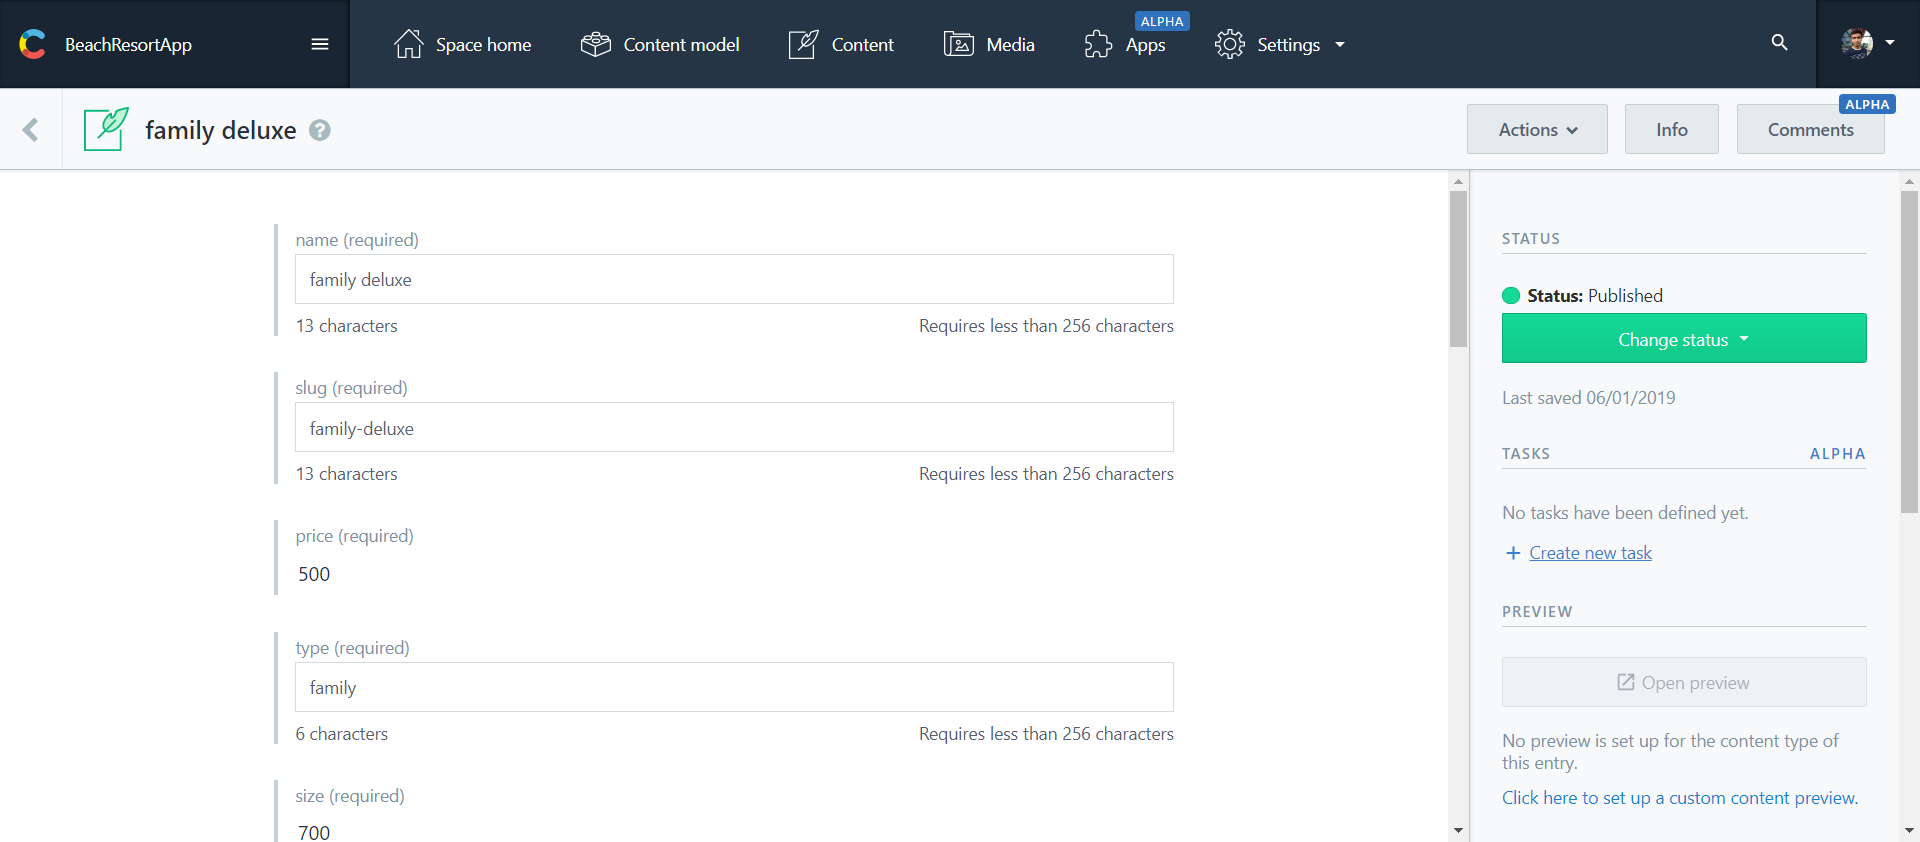 BeachResortApp
Space home
Content model
Content
Media
Apps
ALPHA
Settings
family deluxe
?
Actions
Info
Comments
ALPHA
name (required)
family deluxe
13 characters
Requires less than 256 characters
slug (required)
family-deluxe
13 characters
Requires less than 256 characters
price (required)
500
type (required)
family
6 characters
Requires less than 256 characters
size (required)
700
STATUS
Status: Published
Change status
Last saved 06/01/2019
TASKS
ALPHA
No tasks have been defined yet.
+ Create new task
PREVIEW
Open preview
No preview is set up for the content type of
this entry.
Click here to set up a custom content preview.